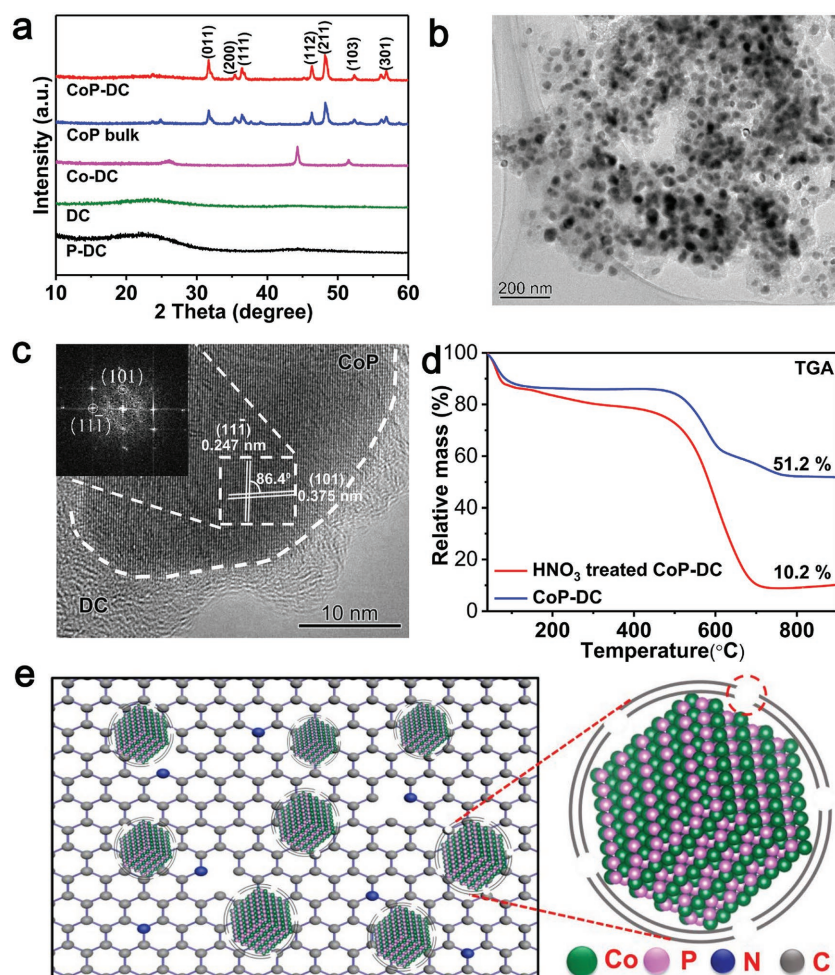 a
Intensity (a.u.)
(011)
(200)
(111)
(112)
(211)
(103)
(301)
CoP-DC
CoP bulk
Co-DC
DC
P-DC
10 20 30 40 50 60
2 Theta (degree)
b
200 nm
c
(101)
(11̄1̄)
CoP
(111̄)
0.247 nm
86.4°
(101)
0.375 nm
DC
10 nm
d
TGA
Relative mass (%)
100
80
60
40
20
0
51.2 %
10.2 %
HNO₃ treated CoP-DC
CoP-DC
200 400 600 800
Temperature(°C)
e
Co P N C